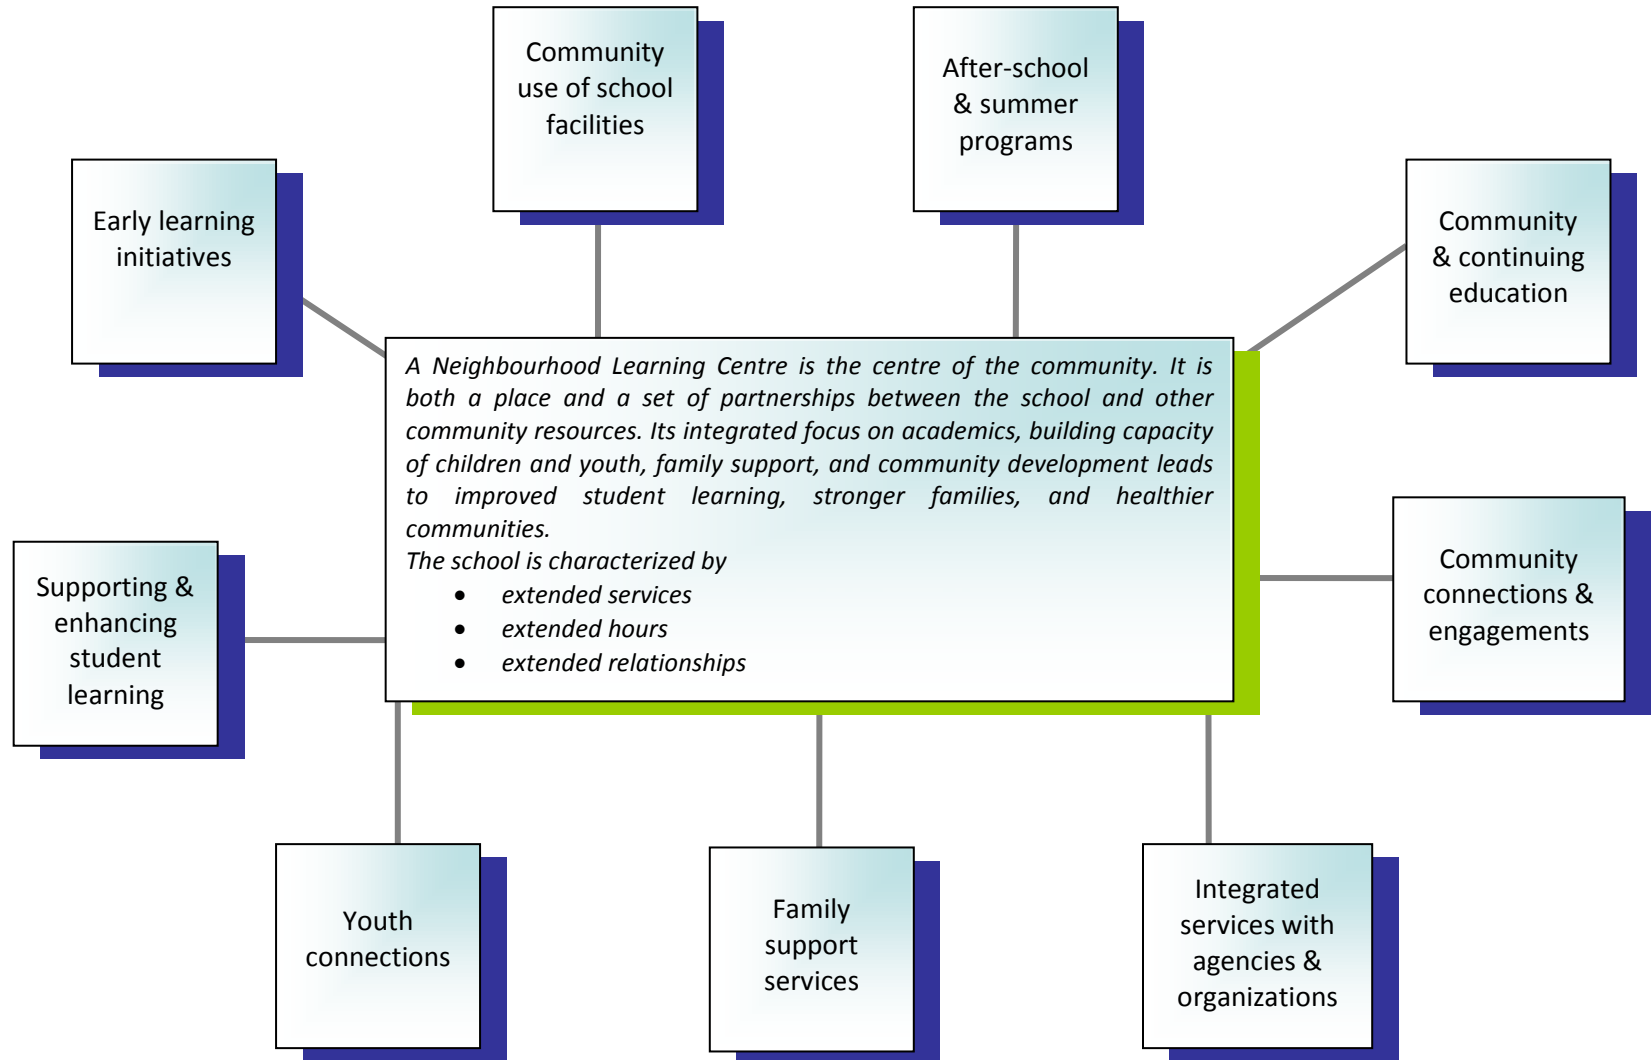 Community
use of school
facilities
After-school
& summer
programs
Early learning
initiatives
Community
& continuing
education
A Neighbourhood Learning Centre is the centre of the community. It is
both a place and a set of partnerships between the school and other
community resources. Its integrated focus on academics, building capacity
of children and youth, family support, and community development leads
to improved student learning, stronger families, and healthier
communities.
The school is characterized by
• extended services
• extended hours
• extended relationships
Supporting &
enhancing
student
learning
Community
connections &
engagements
Youth
connections
Family
support
services
Integrated
services with
agencies &
organizations